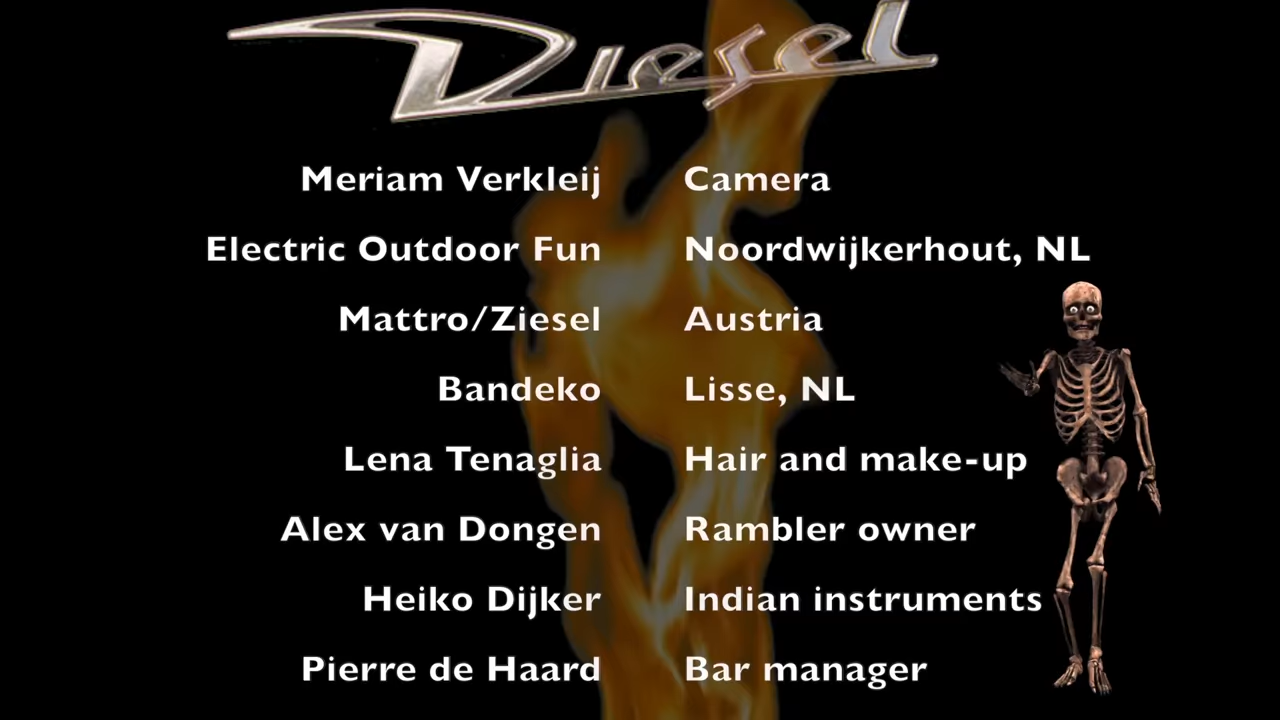 Diesel
Meriam Verkleij Camera
Electric Outdoor Fun Noordwijkerhout, NL
Mattro/Ziesel Austria
Bandeko Lisse, NL
Lena Tenaglia Hair and make-up
Alex van Dongen Rambler owner
Heiko Dijker Indian instruments
Pierre de Haard Bar manager